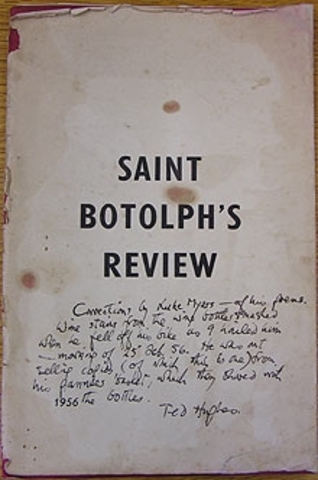 SAINT
BOTOLPH'S
REVIEW
Corrections by Luke Myers — of his poems.
Wine stains from the wine bottles smashed
when he fell off his bike as I hailed him
— morning of 25 Feb. 56. He was out
selling copies (of which this is one) from
his panniers basket, which they shared with
1956 the bottles.
Ted Hughes